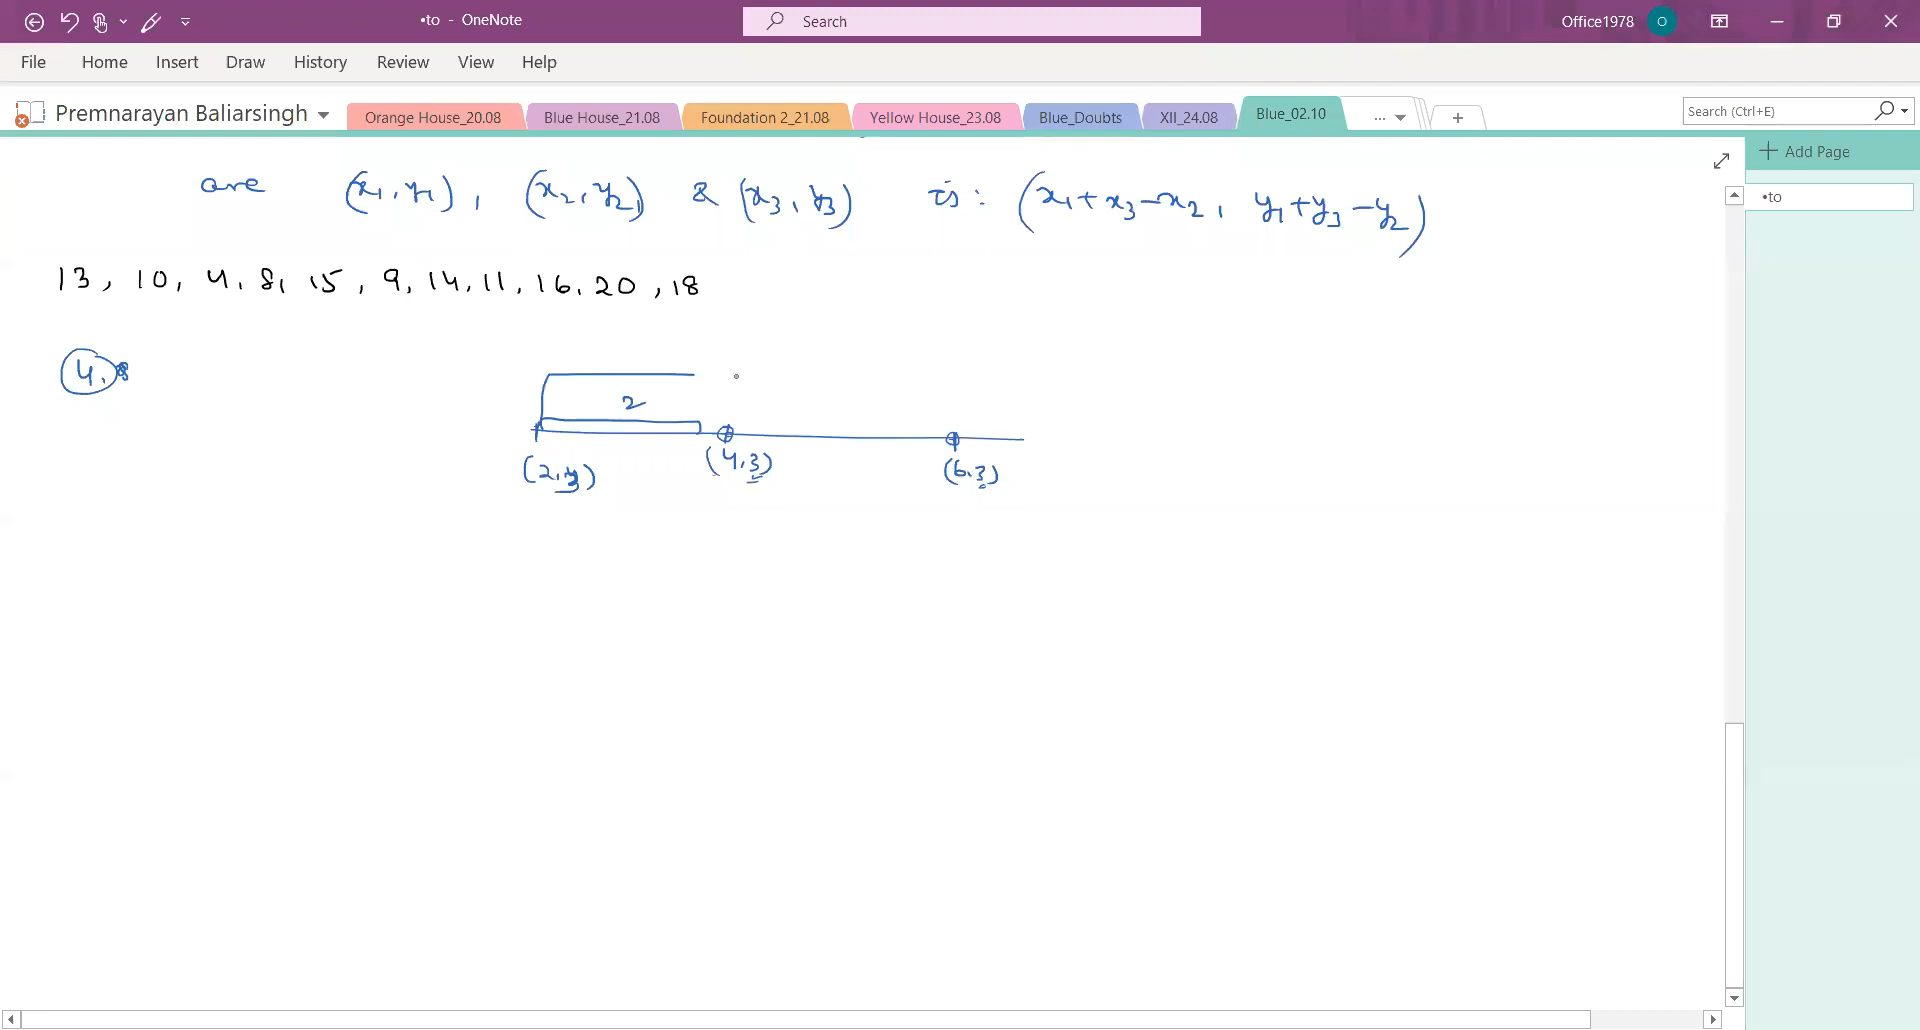 •to - OneNote
Search
Office1978
O
File Home Insert Draw History Review View Help
Premnarayan Baliarsingh
Orange House_20.08 Blue House_21.08 Foundation 2_21.08 Yellow House_23.08 Blue_Doubts XII_24.08 Blue_02.10 ... +
Search (Ctrl+E)
+ Add Page
•to
are (x₁, y₁), (x₂, y₂) & (x₃, y₃) is: (x₁+x₃-x₂, y₁+y₃-y₂)
13, 10, 4, 8, 15, 9, 14, 11, 16, 20, 18
4.
2
(2,3) (4,3) (6,3)